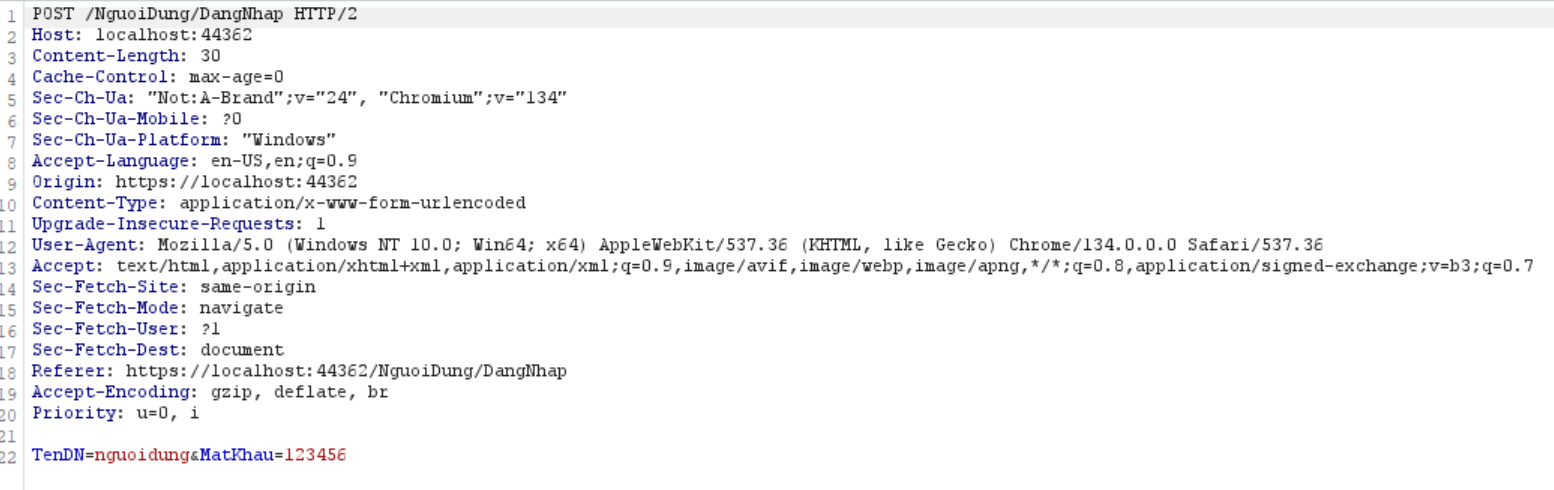 1 POST /NguoiDung/DangNhap HTTP/2
2 Host: localhost:44362
3 Content-Length: 30
4 Cache-Control: max-age=0
5 Sec-Ch-Ua: "Not:A-Brand";v="24", "Chromium";v="134"
6 Sec-Ch-Ua-Mobile: ?0
7 Sec-Ch-Ua-Platform: "Windows"
8 Accept-Language: en-US,en;q=0.9
9 Origin: https://localhost:44362
10 Content-Type: application/x-www-form-urlencoded
11 Upgrade-Insecure-Requests: 1
12 User-Agent: Mozilla/5.0 (Windows NT 10.0; Win64; x64) AppleWebKit/537.36 (KHTML, like Gecko) Chrome/134.0.0.0 Safari/537.36
13 Accept: text/html,application/xhtml+xml,application/xml;q=0.9,image/avif,image/webp,image/apng,*/*;q=0.8,application/signed-exchange;v=b3;q=0.7
14 Sec-Fetch-Site: same-origin
15 Sec-Fetch-Mode: navigate
16 Sec-Fetch-User: ?1
17 Sec-Fetch-Dest: document
18 Referer: https://localhost:44362/NguoiDung/DangNhap
19 Accept-Encoding: gzip, deflate, br
20 Priority: u=0, i
21
22 TenDN=nguoidung&MatKhau=123456